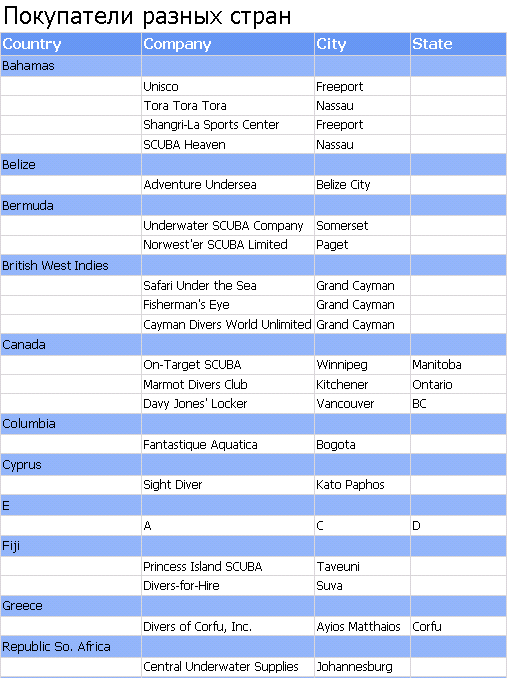 Покупатели разных стран
Country Company City State
Bahamas
Unisco Freeport
Tora Tora Tora Nassau
Shangri-La Sports Center Freeport
SCUBA Heaven Nassau
Belize
Adventure Undersea Belize City
Bermuda
Underwater SCUBA Company Somerset
Norwest'er SCUBA Limited Paget
British West Indies
Safari Under the Sea Grand Cayman
Fisherman's Eye Grand Cayman
Cayman Divers World Unlimited Grand Cayman
Canada
On-Target SCUBA Winnipeg Manitoba
Marmot Divers Club Kitchener Ontario
Davy Jones' Locker Vancouver BC
Columbia
Fantastique Aquatica Bogota
Cyprus
Sight Diver Kato Paphos
E
A C D
Fiji
Princess Island SCUBA Taveuni
Divers-for-Hire Suva
Greece
Divers of Corfu, Inc. Ayios Matthaios Corfu
Republic So. Africa
Central Underwater Supplies Johannesburg